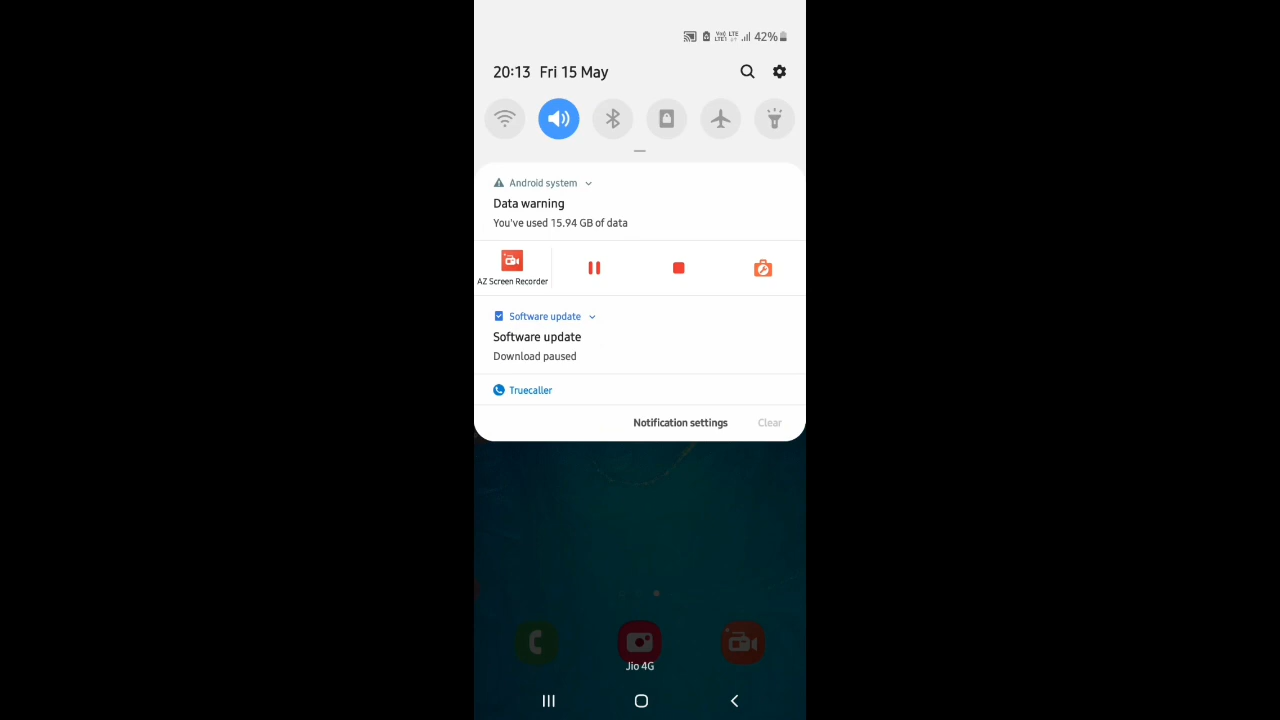 42%
20:13 Fri 15 May
Android system
Data warning
You've used 15.94 GB of data
AZ Screen Recorder
Software update
Software update
Download paused
Truecaller
Notification settings Clear
Jio 4G